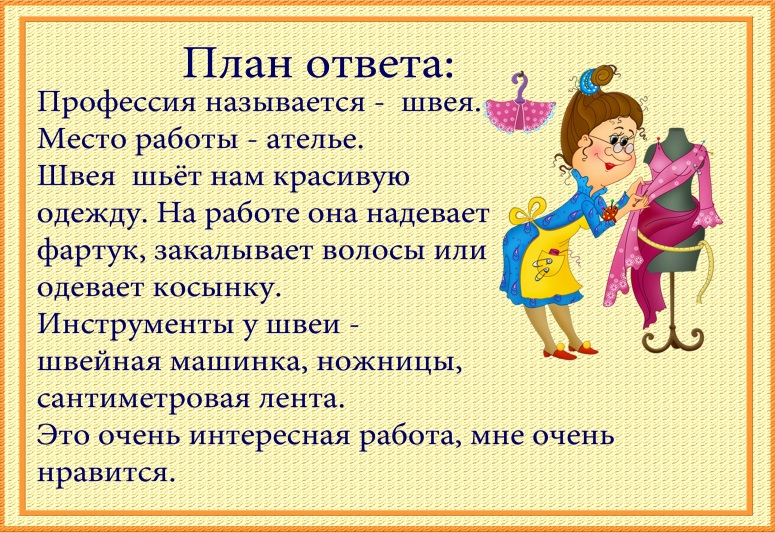 План ответа:
Профессия называется - швея.
Место работы - ателье.
Швея шьёт нам красивую
одежду. На работе она надевает
фартук, закалывает волосы или
одевает косынку.
Инструменты у швеи -
швейная машинка, ножницы,
сантиметровая лента.
Это очень интересная работа, мне очень
нравится.